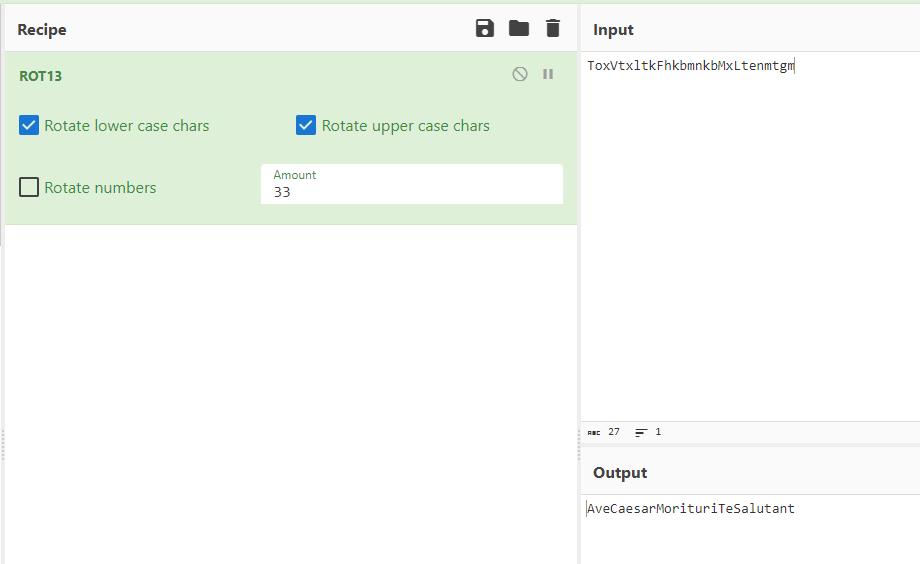 Recipe
ROT13
Rotate lower case chars
Rotate upper case chars
Rotate numbers
Amount
33
Input
ToxVtxltkFhkbmnkbMxLtenmtgm
ABC 27 1
Output
AveCaesarMorituriTeSalutant